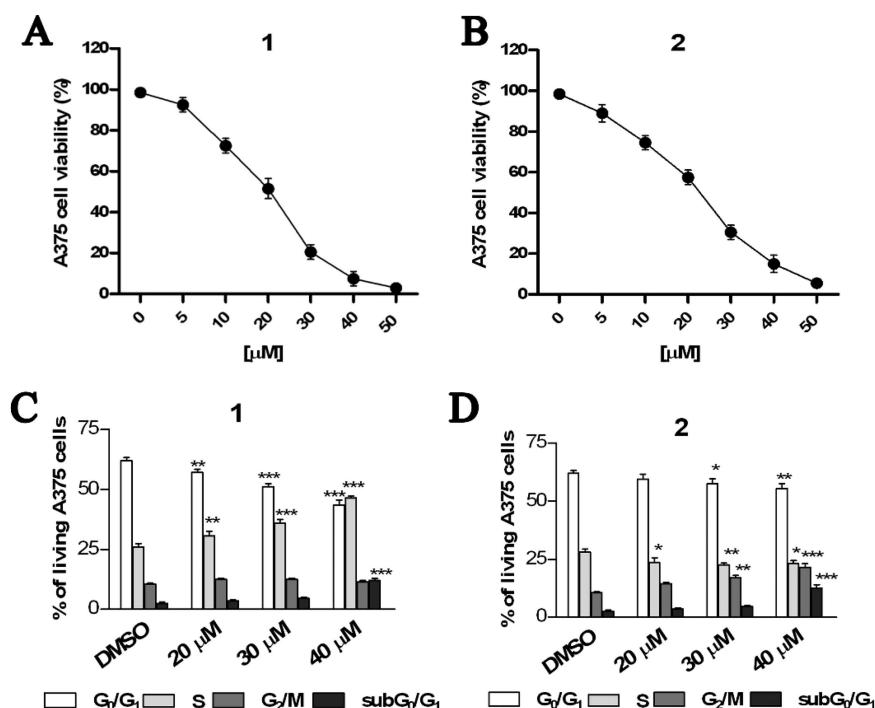 A
1
A375 cell viability (%)
120
100
80
60
40
20
0
0 5 10 20 30 40 50
[μM]
B
2
A375 cell viability (%)
120
100
80
60
40
20
0
0 5 10 20 30 40 50
[μM]
C
1
% of living A375 cells
75
50
25
0
** ** *** *** *** *** ***
DMSO 20 μM 30 μM 40 μM
G₀/G₁ S G₂/M subG₀/G₁
D
2
% of living A375 cells
75
50
25
0
* * ** ** ** * *** ***
DMSO 20 μM 30 μM 40 μM
G₀/G₁ S G₂/M subG₀/G₁